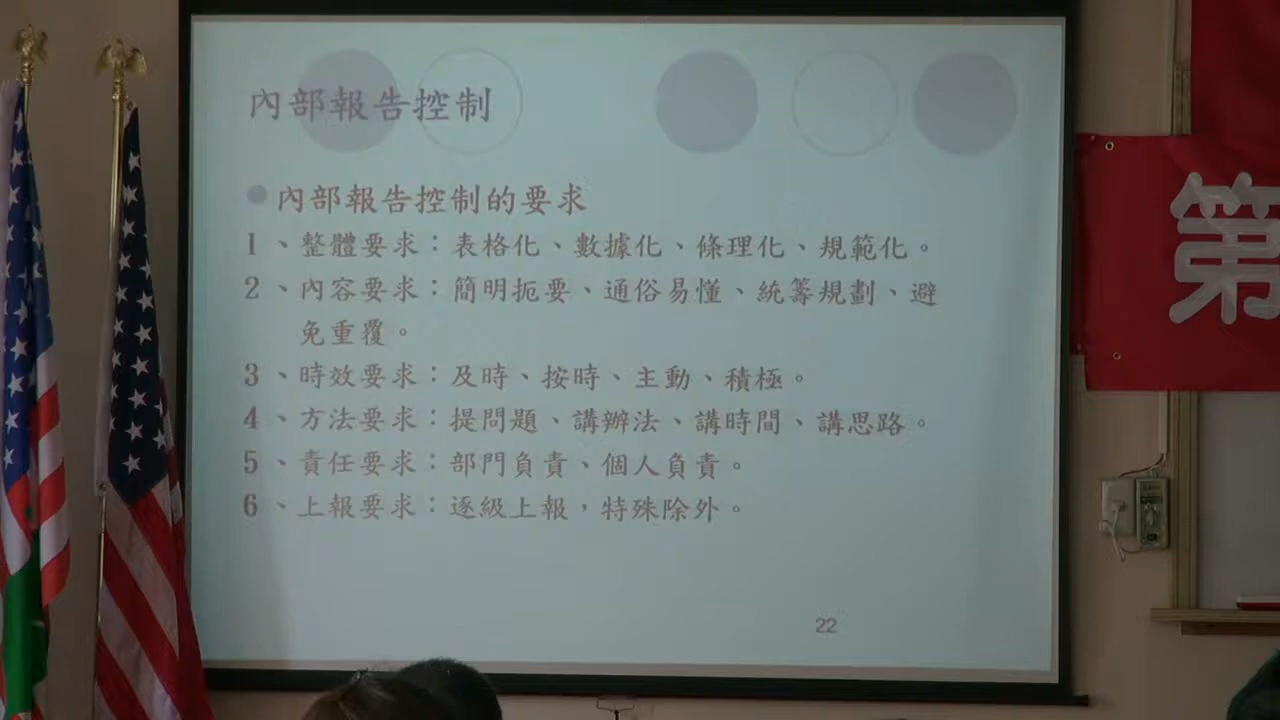 內部報告控制
內部報告控制的要求
1、整體要求：表格化、數據化、條理化、規範化。
2、內容要求：簡明扼要、通俗易懂、統籌規劃、避
免重覆。
3、時效要求：及時、按時、主動、積極。
4、方法要求：提問題、講辦法、講時間、講思路。
5、責任要求：部門負責、個人負責。
6、上報要求：逐級上報，特殊除外。
22
第